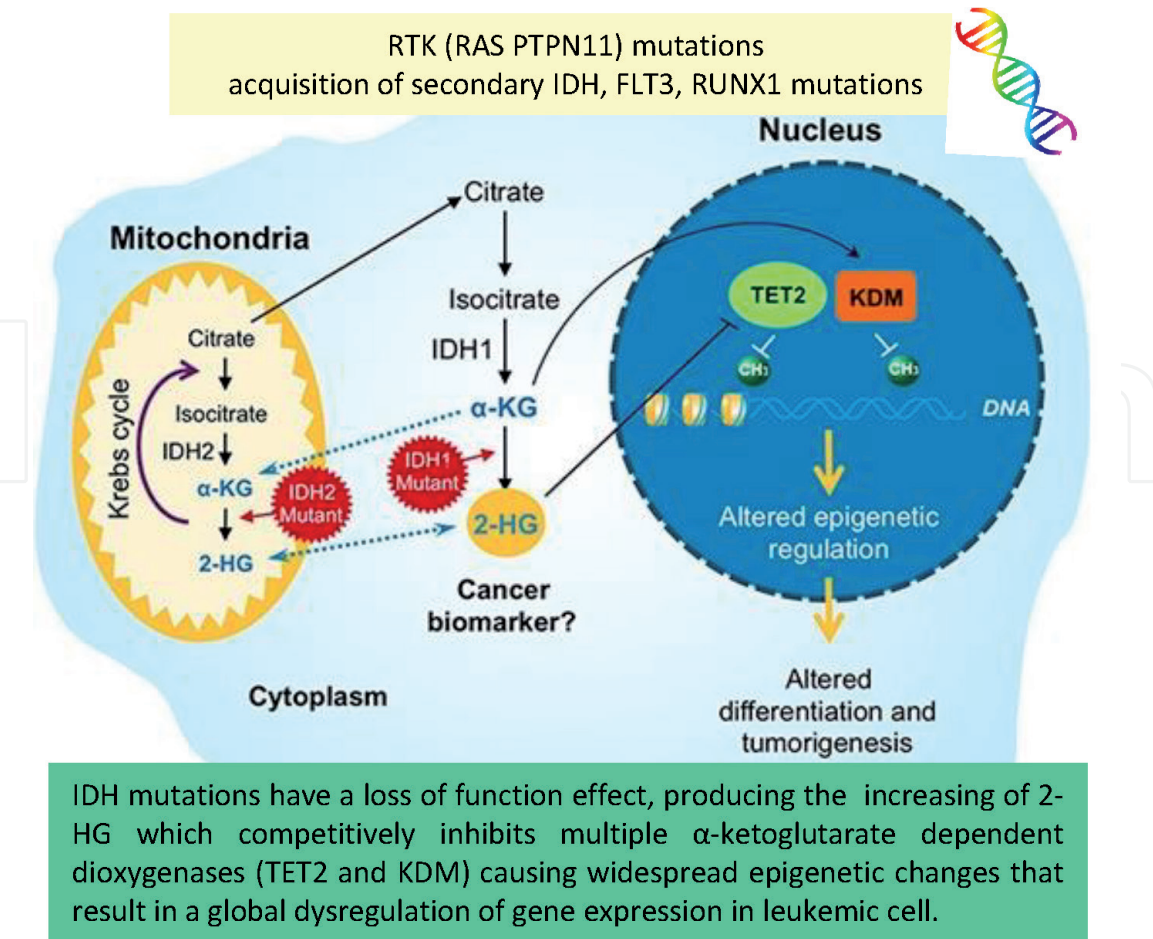 RTK (RAS PTPN11) mutations
acquisition of secondary IDH, FLT3, RUNX1 mutations
Nucleus
Mitochondria
Citrate
Isocitrate
IDH1
α-KG
IDH1
Mutant
2-HG
Cancer
biomarker?
Krebs cycle
Citrate
Isocitrate
IDH2
α-KG
IDH2
Mutant
2-HG
Cytoplasm
TET2
KDM
CH₃
CH₃
DNA
Altered epigenetic
regulation
Altered
differentiation and
tumorigenesis
IDH mutations have a loss of function effect, producing the increasing of 2-
HG which competitively inhibits multiple α-ketoglutarate dependent
dioxygenases (TET2 and KDM) causing widespread epigenetic changes that
result in a global dysregulation of gene expression in leukemic cell.